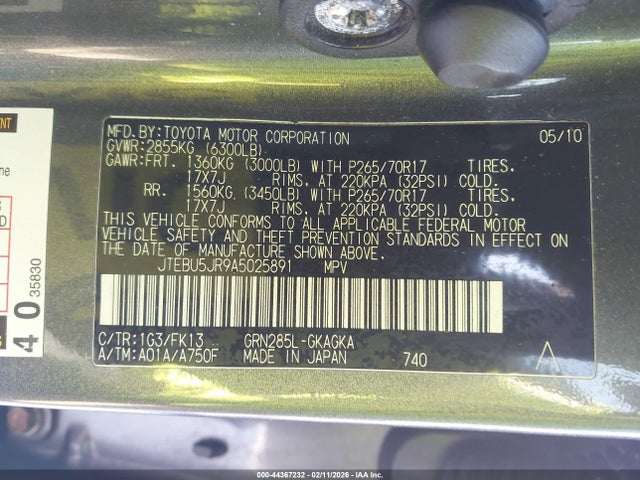 ENT
ne
S
D
S
40 35830
MFD.BY:TOYOTA MOTOR CORPORATION 05/10
GVWR:2855KG (6300LB)
GAWR:FRT. 1360KG (3000LB) WITH P265/70R17 TIRES,
17X7J RIMS, AT 220KPA (32PSI) COLD.
RR. 1560KG (3450LB) WITH P265/70R17 TIRES,
17X7J RIMS, AT 220KPA (32PSI) COLD.
THIS VEHICLE CONFORMS TO ALL APPLICABLE FEDERAL MOTOR
VEHICLE SAFETY AND THEFT PREVENTION STANDARDS IN EFFECT ON
THE DATE OF MANUFACTURE SHOWN ABOVE.
JTEBU5JR9A5025891 MPV
C/TR:1G3/FK13 GRN285L-GKAGKA
A/TM:A01A/A750F MADE IN JAPAN 740 A
000-44367232 - 02/11/2026 - IAA Inc.